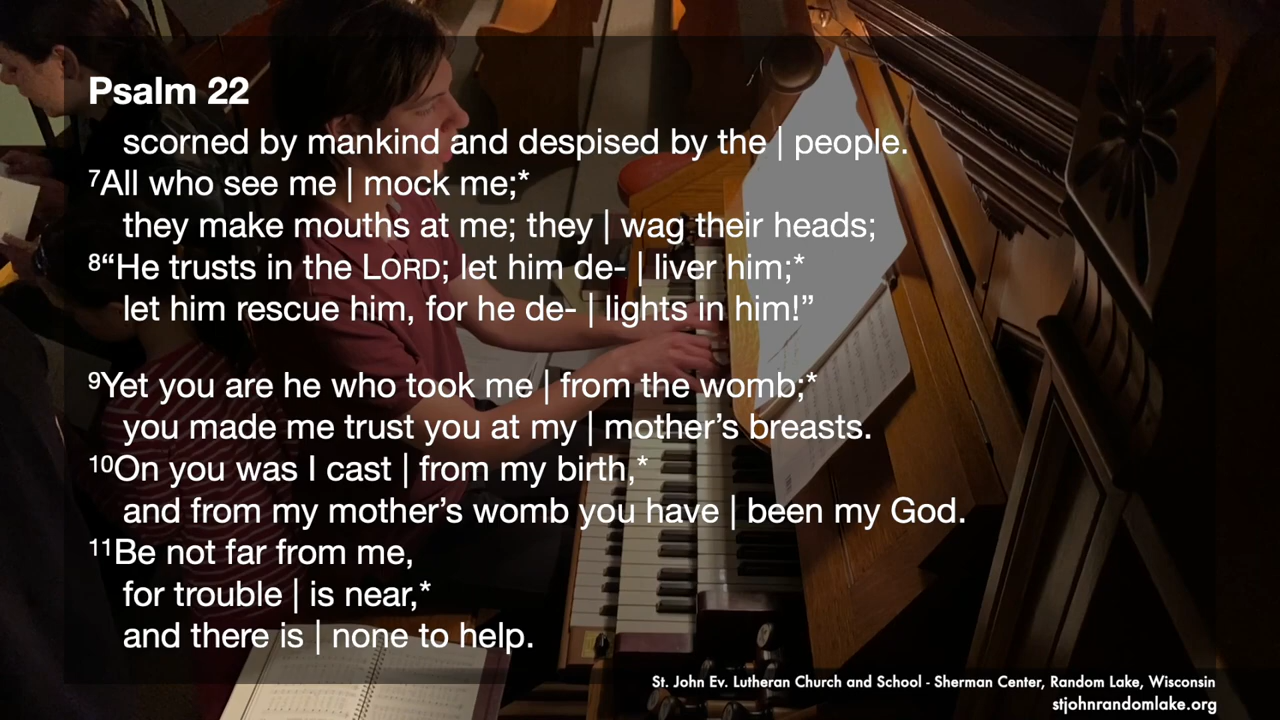 Psalm 22
scorned by mankind and despised by the | people.
⁷All who see me | mock me;*
they make mouths at me; they | wag their heads;
⁸“He trusts in the LORD; let him de- | liver him;*
let him rescue him, for he de- | lights in him!”
⁹Yet you are he who took me | from the womb;*
you made me trust you at my | mother’s breasts.
¹⁰On you was I cast | from my birth,*
and from my mother’s womb you have | been my God.
¹¹Be not far from me,
for trouble | is near,*
and there is | none to help.
St. John Ev. Lutheran Church and School - Sherman Center, Random Lake, Wisconsin
stjohnrandomlake.org